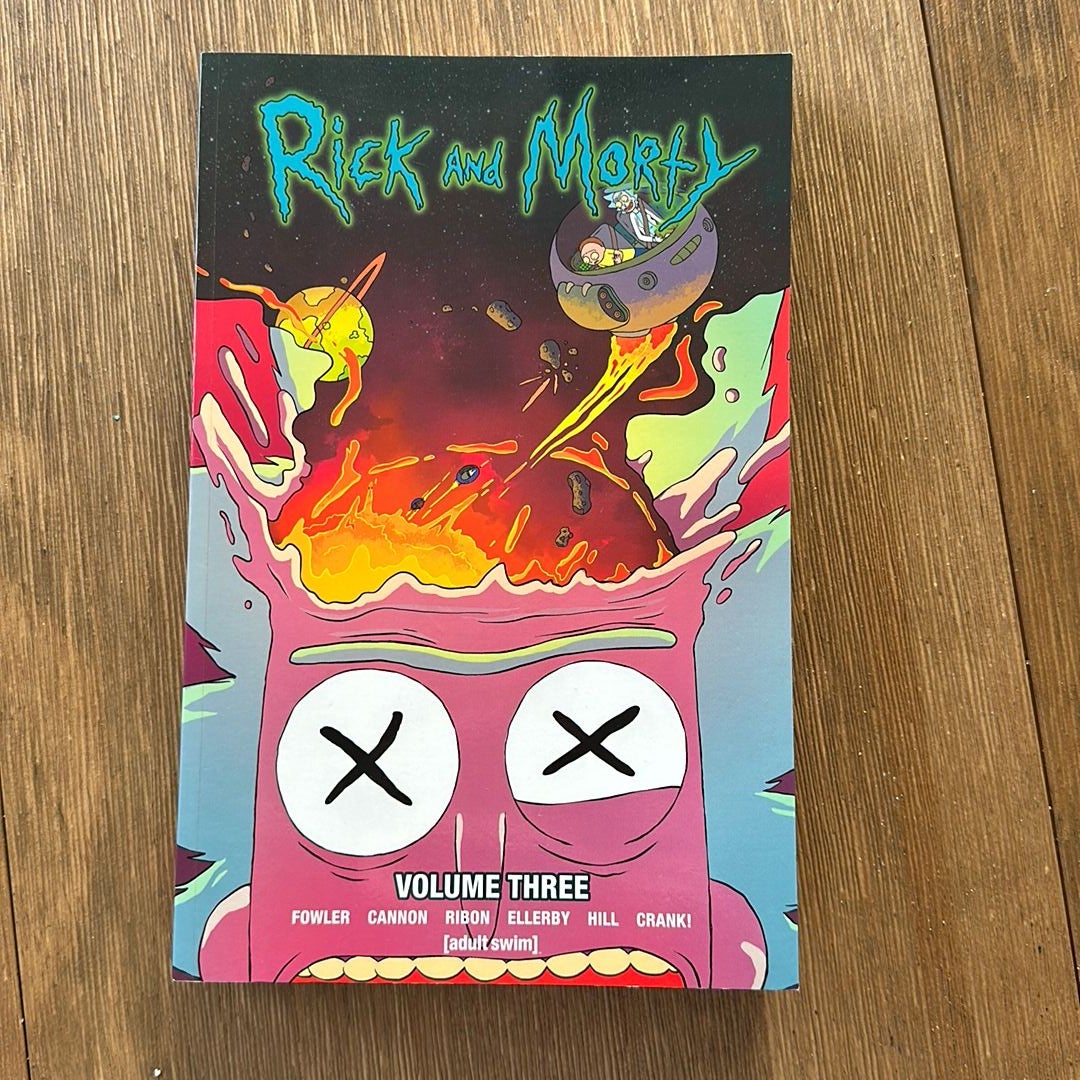 RICK AND MORTY
VOLUME THREE
FOWLER CANNON RIBON ELLERBY HILL CRANK!
[adult swim]